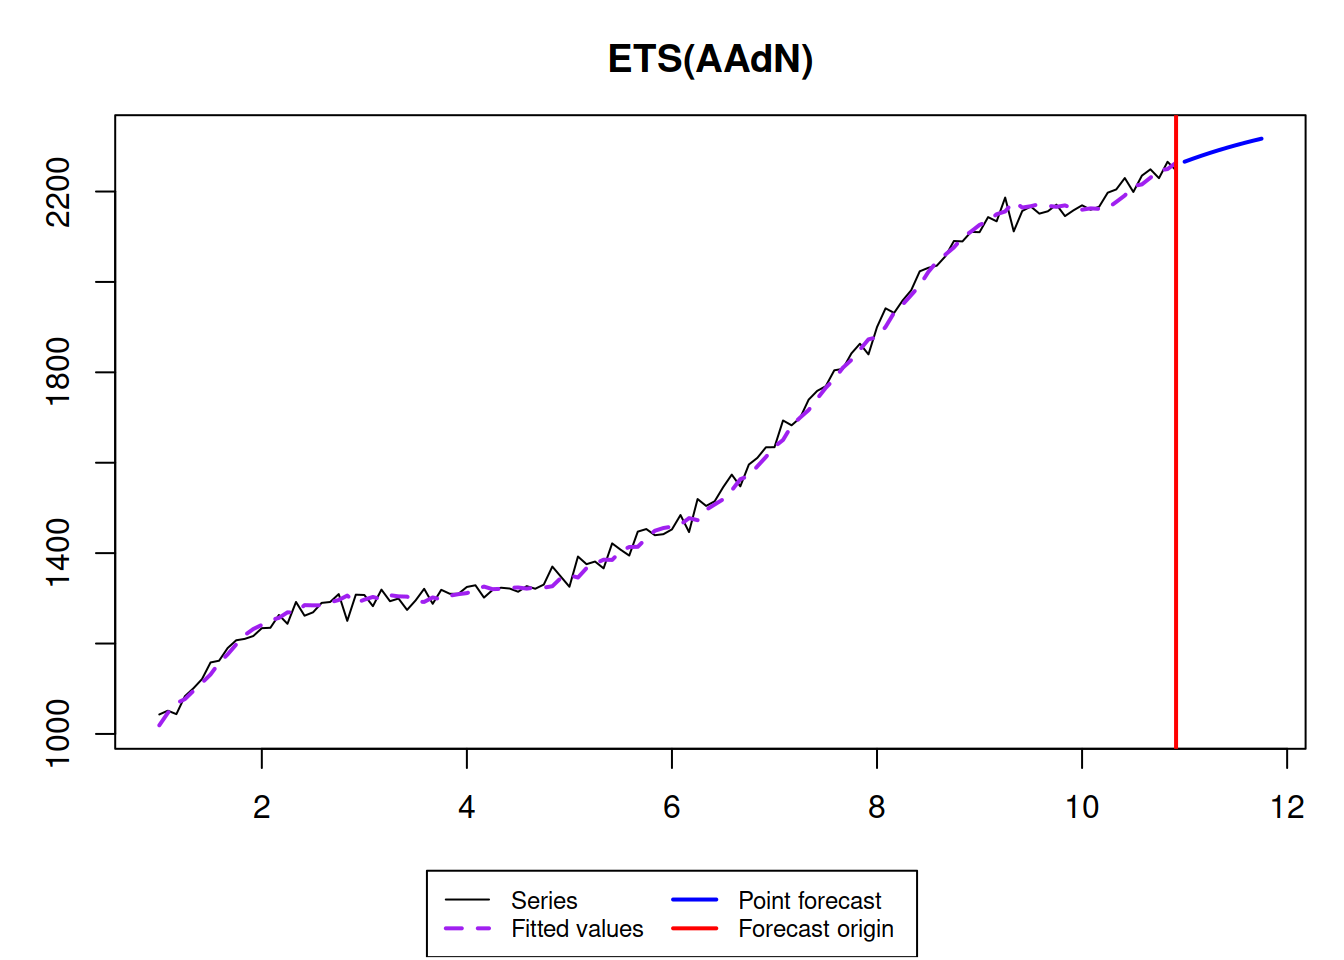 ETS(AAdN)
2200
1800
1400
1000
2 4 6 8 10 12
Series Point forecast
Fitted values Forecast origin